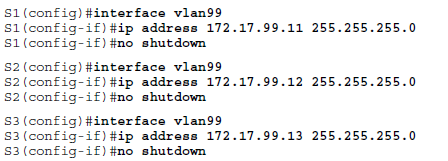 S1(config)#interface vlan99
S1(config-if)#ip address 172.17.99.11 255.255.255.0
S1(config-if)#no shutdown
S2(config)#interface vlan99
S2(config-if)#ip address 172.17.99.12 255.255.255.0
S2(config-if)#no shutdown
S3(config)#interface vlan99
S3(config-if)#ip address 172.17.99.13 255.255.255.0
S3(config-if)#no shutdown